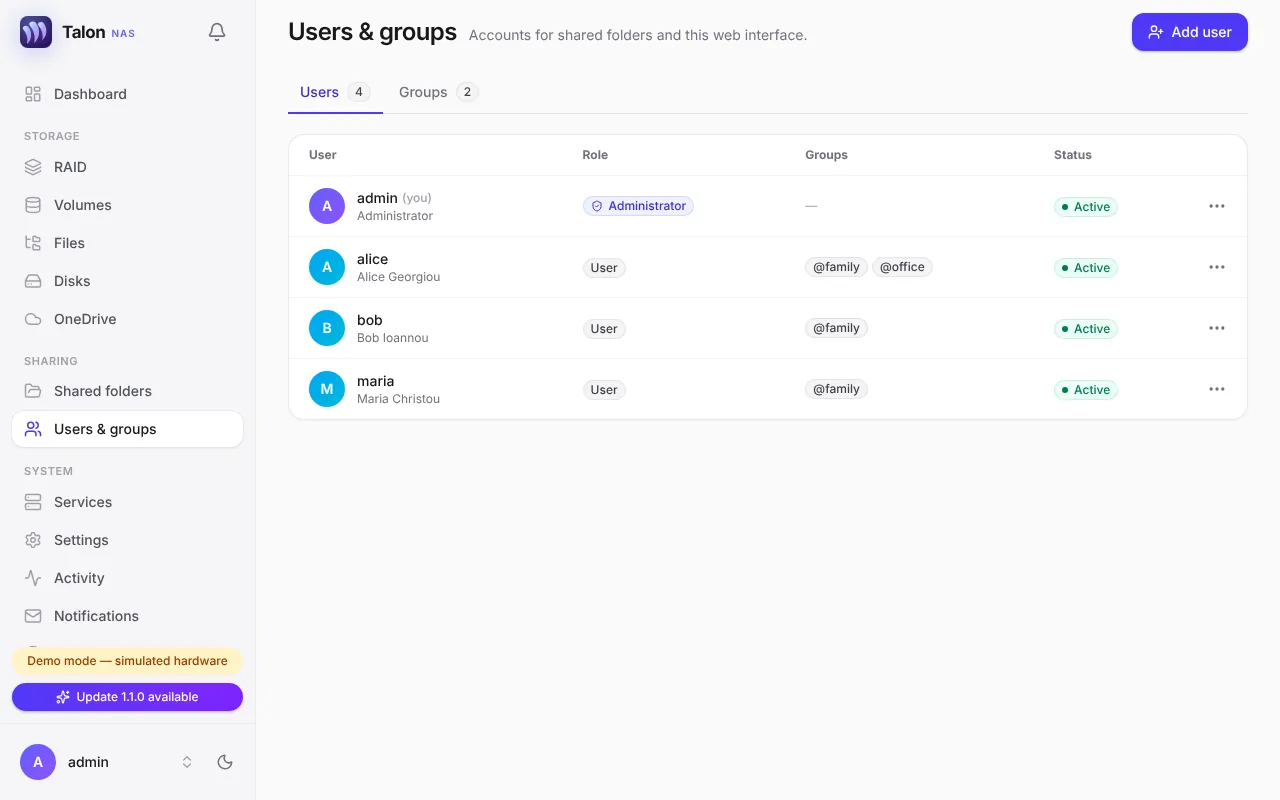 Talon NAS
Dashboard
STORAGE
RAID
Volumes
Files
Disks
OneDrive
SHARING
Shared folders
Users & groups
SYSTEM
Services
Settings
Activity
Notifications
Demo mode — simulated hardware
Update 1.1.0 available
A admin
Users & groups Accounts for shared folders and this web interface.
Add user
Users 4 Groups 2
User Role Groups Status
A admin (you) Administrator — Active
Administrator
A alice User @family @office Active
Alice Georgiou
B bob User @family Active
Bob Ioannou
M maria User @family Active
Maria Christou